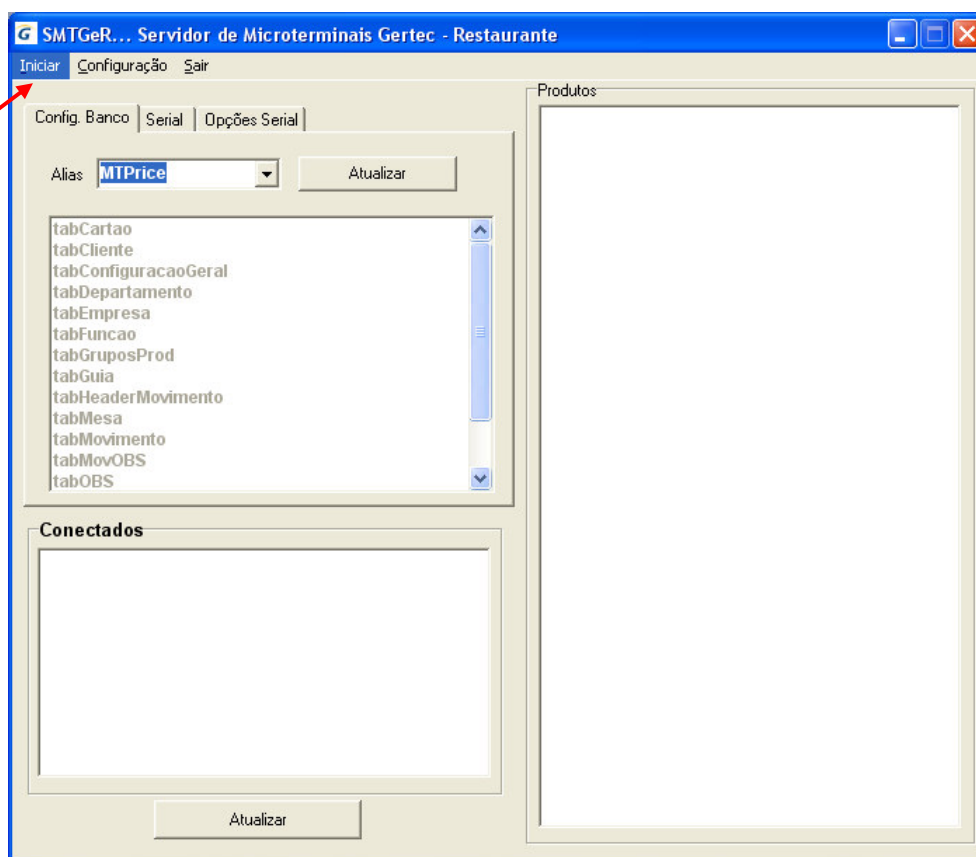 SMTGeR... Servidor de Microterminais Gertec - Restaurante
Iniciar Configuração Sair
Config. Banco Serial Opções Serial
Alias MTPrice Atualizar
tabCartao
tabCliente
tabConfiguracaoGeral
tabDepartamento
tabEmpresa
tabFuncao
tabGruposProd
tabGuia
tabHeaderMovimento
tabMesa
tabMovimento
tabMovOBS
tabOBS
Conectados
Atualizar
Produtos